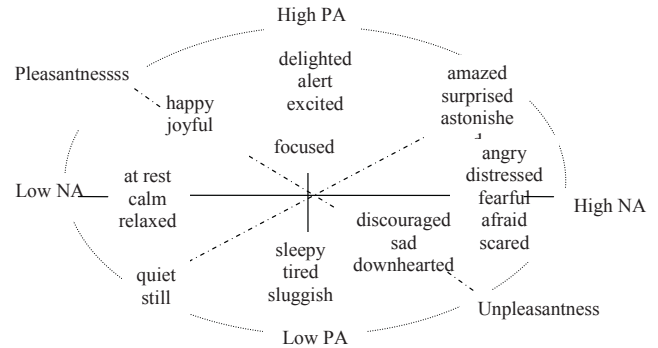 High PA
delighted
alert
excited
Pleasantnessss
amazed
surprised
astonishe
d
happy
joyful
focused
angry
distressed
fearful
afraid
scared
Low NA
at rest
calm
relaxed
High NA
discouraged
sad
downhearted
sleepy
tired
sluggish
quiet
still
Unpleasantness
Low PA